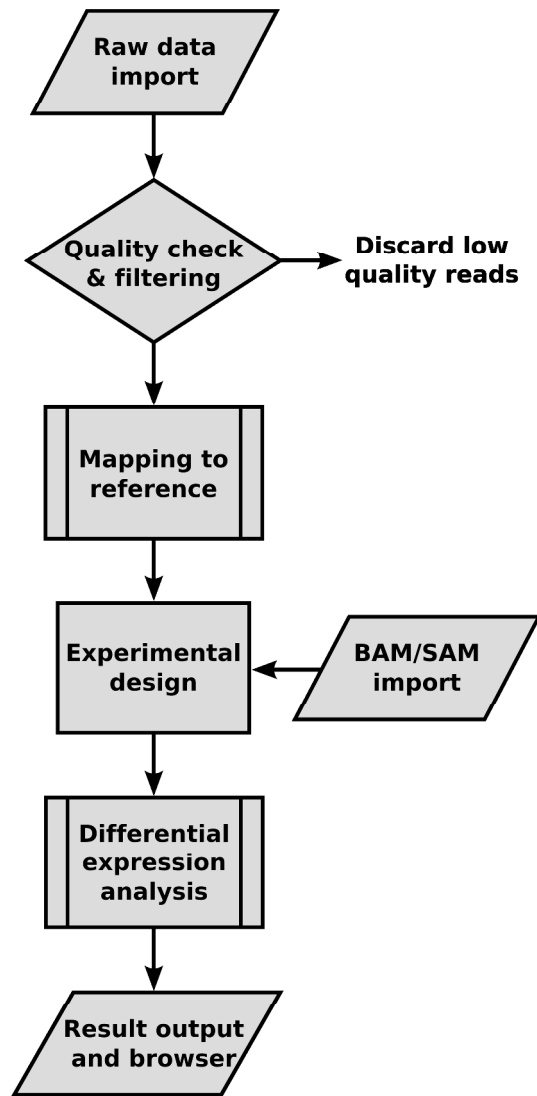 Raw data
import
Quality check
& filtering
Discard low
quality reads
Mapping to
reference
Experimental
design
BAM/SAM
import
Differential
expression
analysis
Result output
and browser